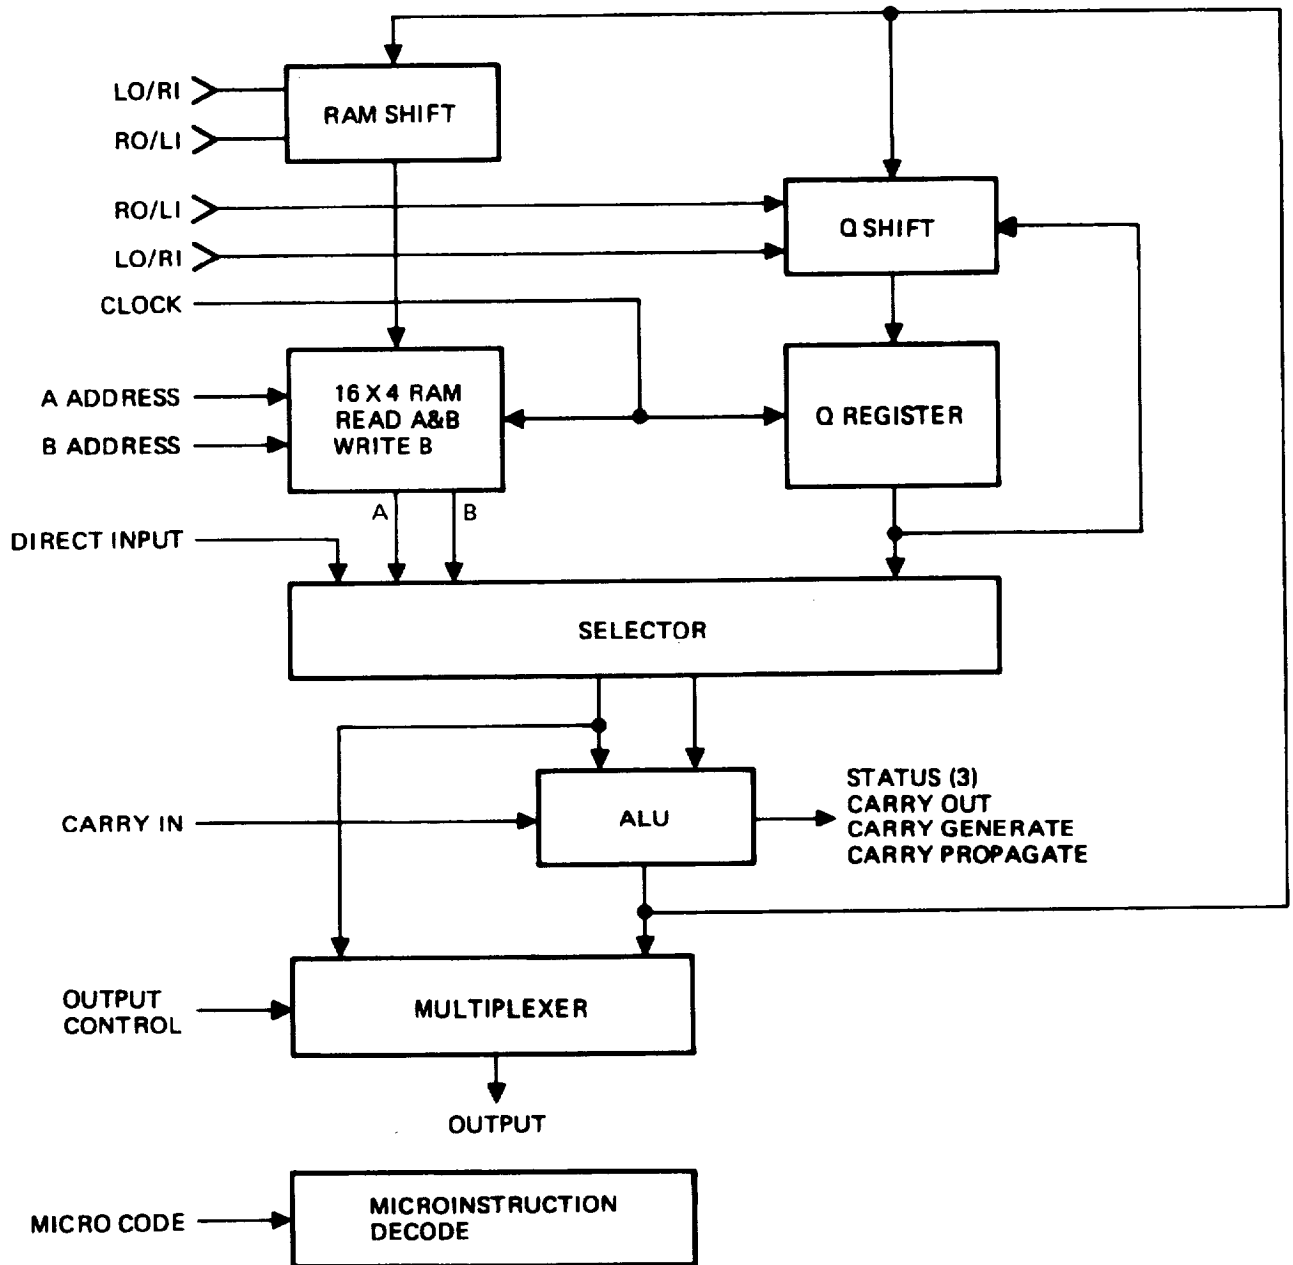 LO/RI
RAM SHIFT
RO/LI
RO/LI
Q SHIFT
LO/RI
CLOCK
A ADDRESS
16 X 4 RAM
READ A&B
WRITE B
Q REGISTER
B ADDRESS
A
B
DIRECT INPUT
SELECTOR
CARRY IN
ALU
STATUS (3)
CARRY OUT
CARRY GENERATE
CARRY PROPAGATE
OUTPUT
CONTROL
MULTIPLEXER
OUTPUT
MICRO CODE
MICROINSTRUCTION
DECODE